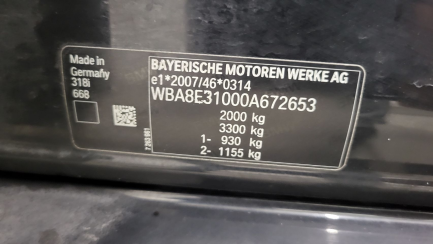 Made in
Germany
318i
668
BAYERISCHE MOTOREN WERKE AG
e1*2007/46*0314
WBA8E31000A672653
2000 kg
3300 kg
1- 930 kg
2- 1155 kg